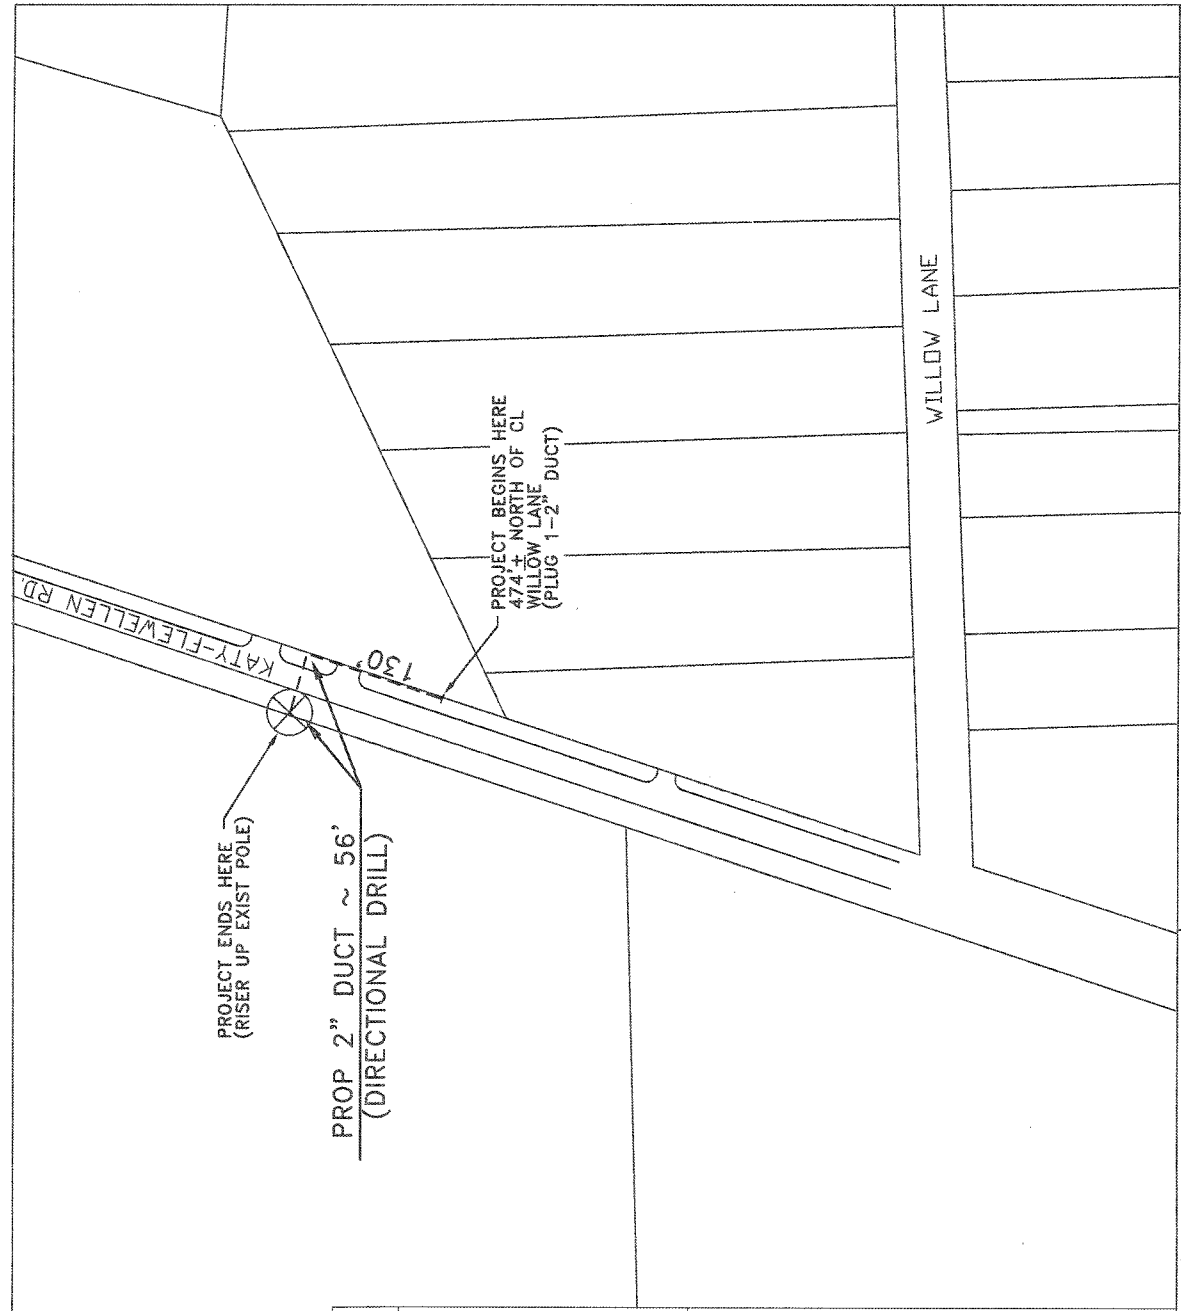 PROJECT ENDS HERE
(RISER UP EXIST POLE)
PROP 2" DUCT ~ 56'
(DIRECTIONAL DRILL)
KATY-FLEWELLEN RD.
130'
PROJECT BEGINS HERE
474'± NORTH OF CL
WILLOW LANE
(PLUG 1-2" DUCT)
WILLOW LANE